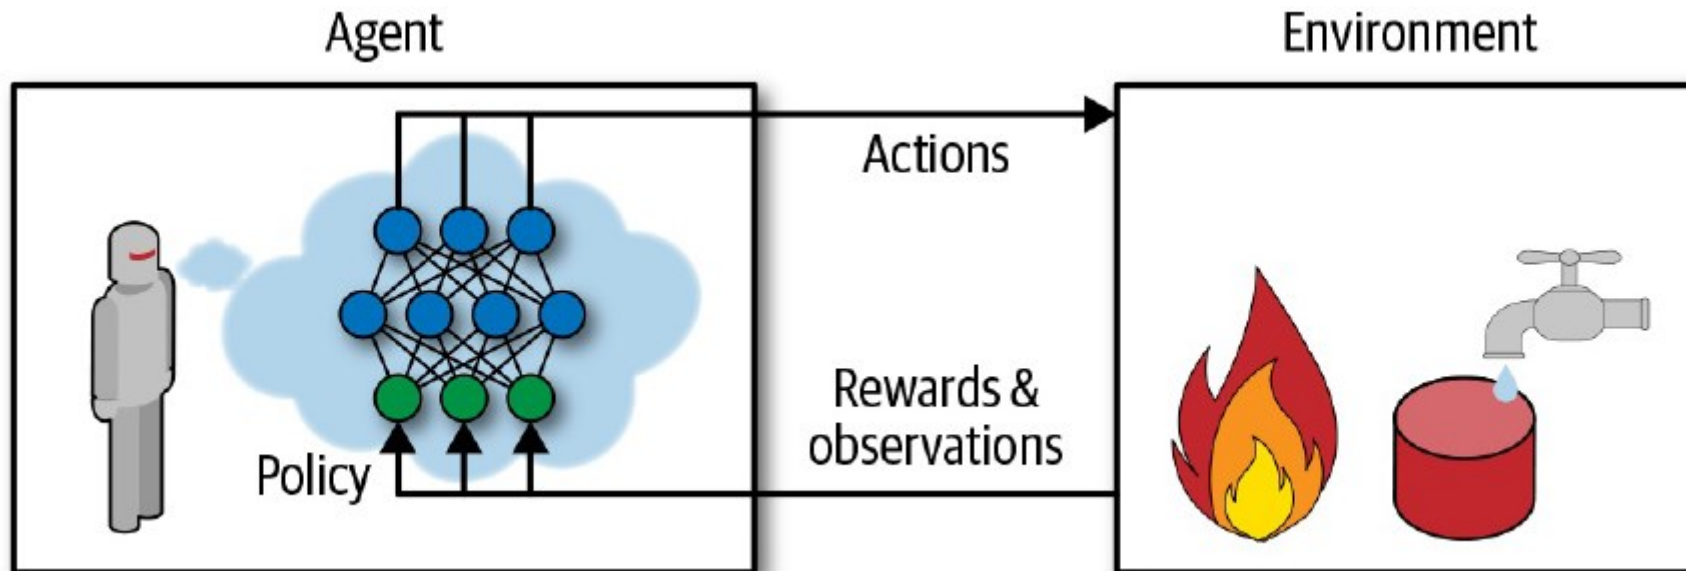 Agent
Environment
Actions
Rewards &
observations
Policy